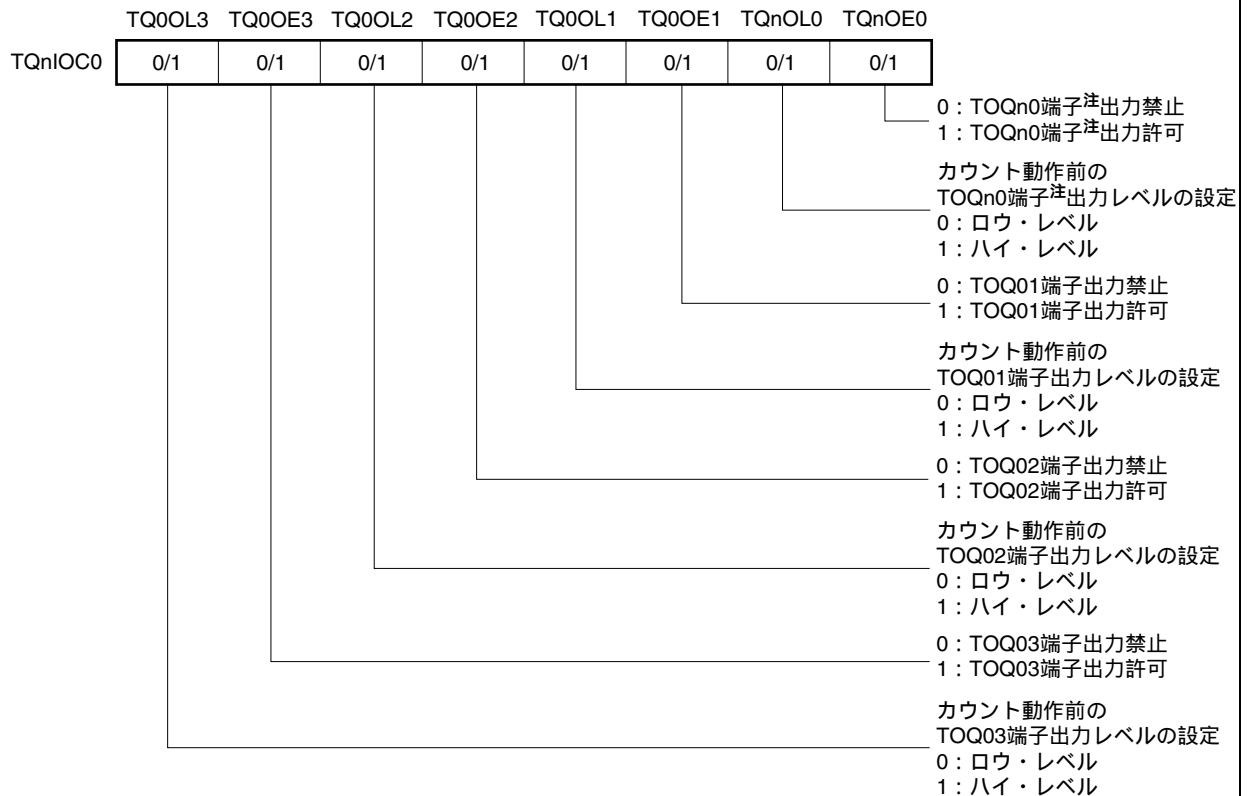 TQ0OL3 TQ0OE3 TQ0OL2 TQ0OE2 TQ0OL1 TQ0OE1 TQnOL0 TQnOE0
TQnIOC0 0/1 0/1 0/1 0/1 0/1 0/1 0/1 0/1
0：TOQn0端子注出力禁止
1：TOQn0端子注出力許可
カウント動作前の
TOQn0端子注出力レベルの設定
0：ロウ・レベル
1：ハイ・レベル
0：TOQ01端子出力禁止
1：TOQ01端子出力許可
カウント動作前の
TOQ01端子出力レベルの設定
0：ロウ・レベル
1：ハイ・レベル
0：TOQ02端子出力禁止
1：TOQ02端子出力許可
カウント動作前の
TOQ02端子出力レベルの設定
0：ロウ・レベル
1：ハイ・レベル
0：TOQ03端子出力禁止
1：TOQ03端子出力許可
カウント動作前の
TOQ03端子出力レベルの設定
0：ロウ・レベル
1：ハイ・レベル